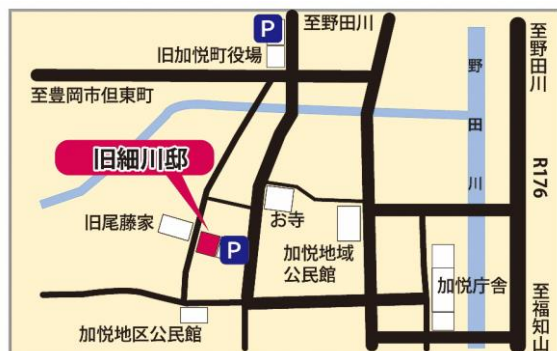 P
至野田川
旧加悦町役場
至豊岡市但東町
至野田川
野田川
旧細川邸
R176
旧尾藤家
P
お寺
加悦地域
公民館
加悦庁舎
加悦地区公民館
至福知山